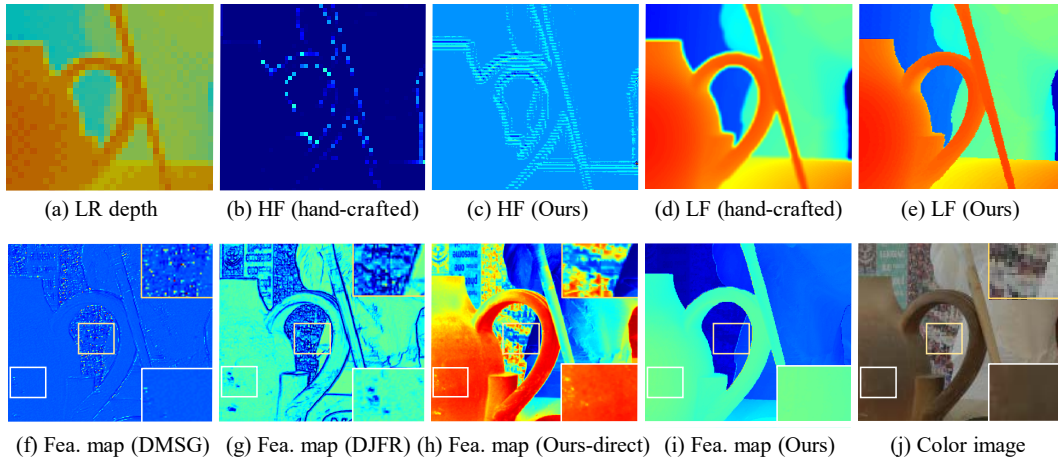 (a) LR depth
(b) HF (hand-crafted)
(c) HF (Ours)
(d) LF (hand-crafted)
(e) LF (Ours)
(f) Fea. map (DMSG)
(g) Fea. map (DJFR)
(h) Fea. map (Ours-direct)
(i) Fea. map (Ours)
(j) Color image